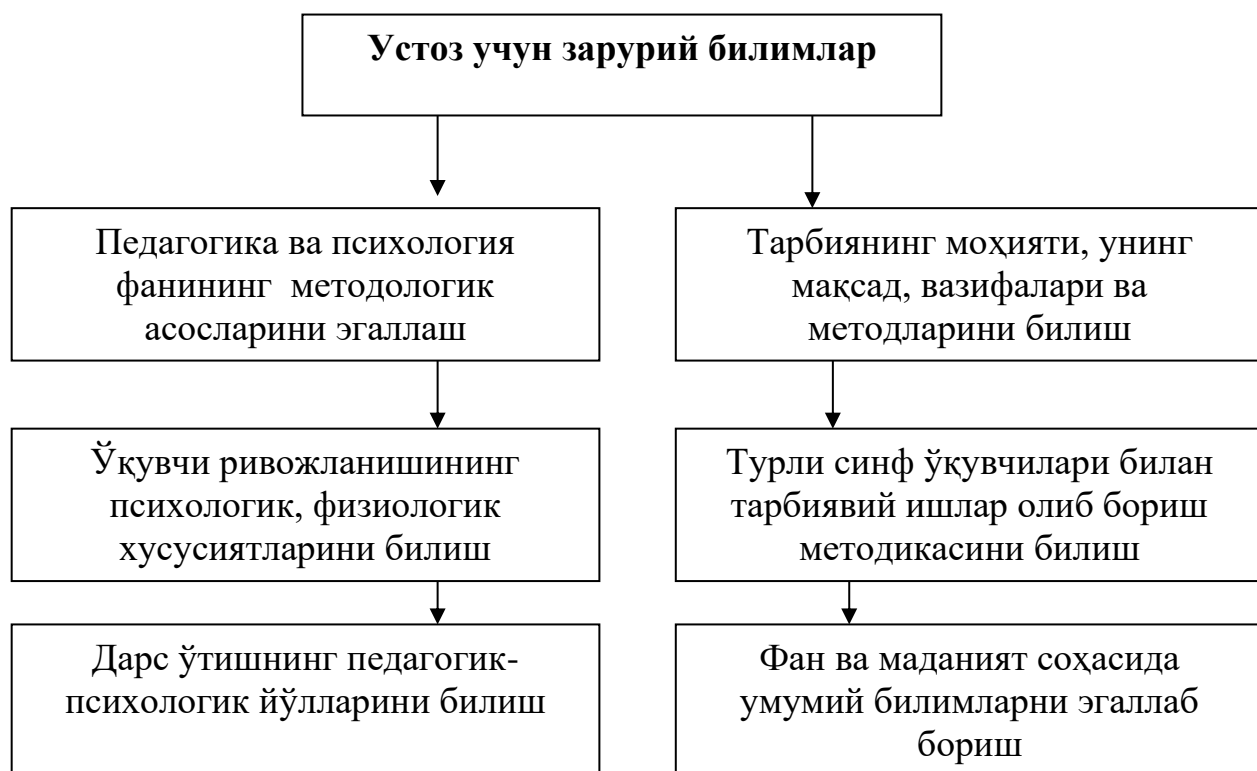 Устоз учун зарурий билимлар
Педагогика ва психология
фанининг методологик
асосларини эгаллаш
Тарбиянинг моҳияти, унинг
мақсад, вазифалари ва
методларини билиш
Ўқувчи ривожланишининг
психологик, физиологик
хусусиятларини билиш
Турли синф ўқувчилари билан
тарбиявий ишлар олиб бориш
методикасини билиш
Дарс ўтишнинг педагогик-
психологик йўлларини билиш
Фан ва маданият соҳасида
умумий билимларни эгаллаб
бориш